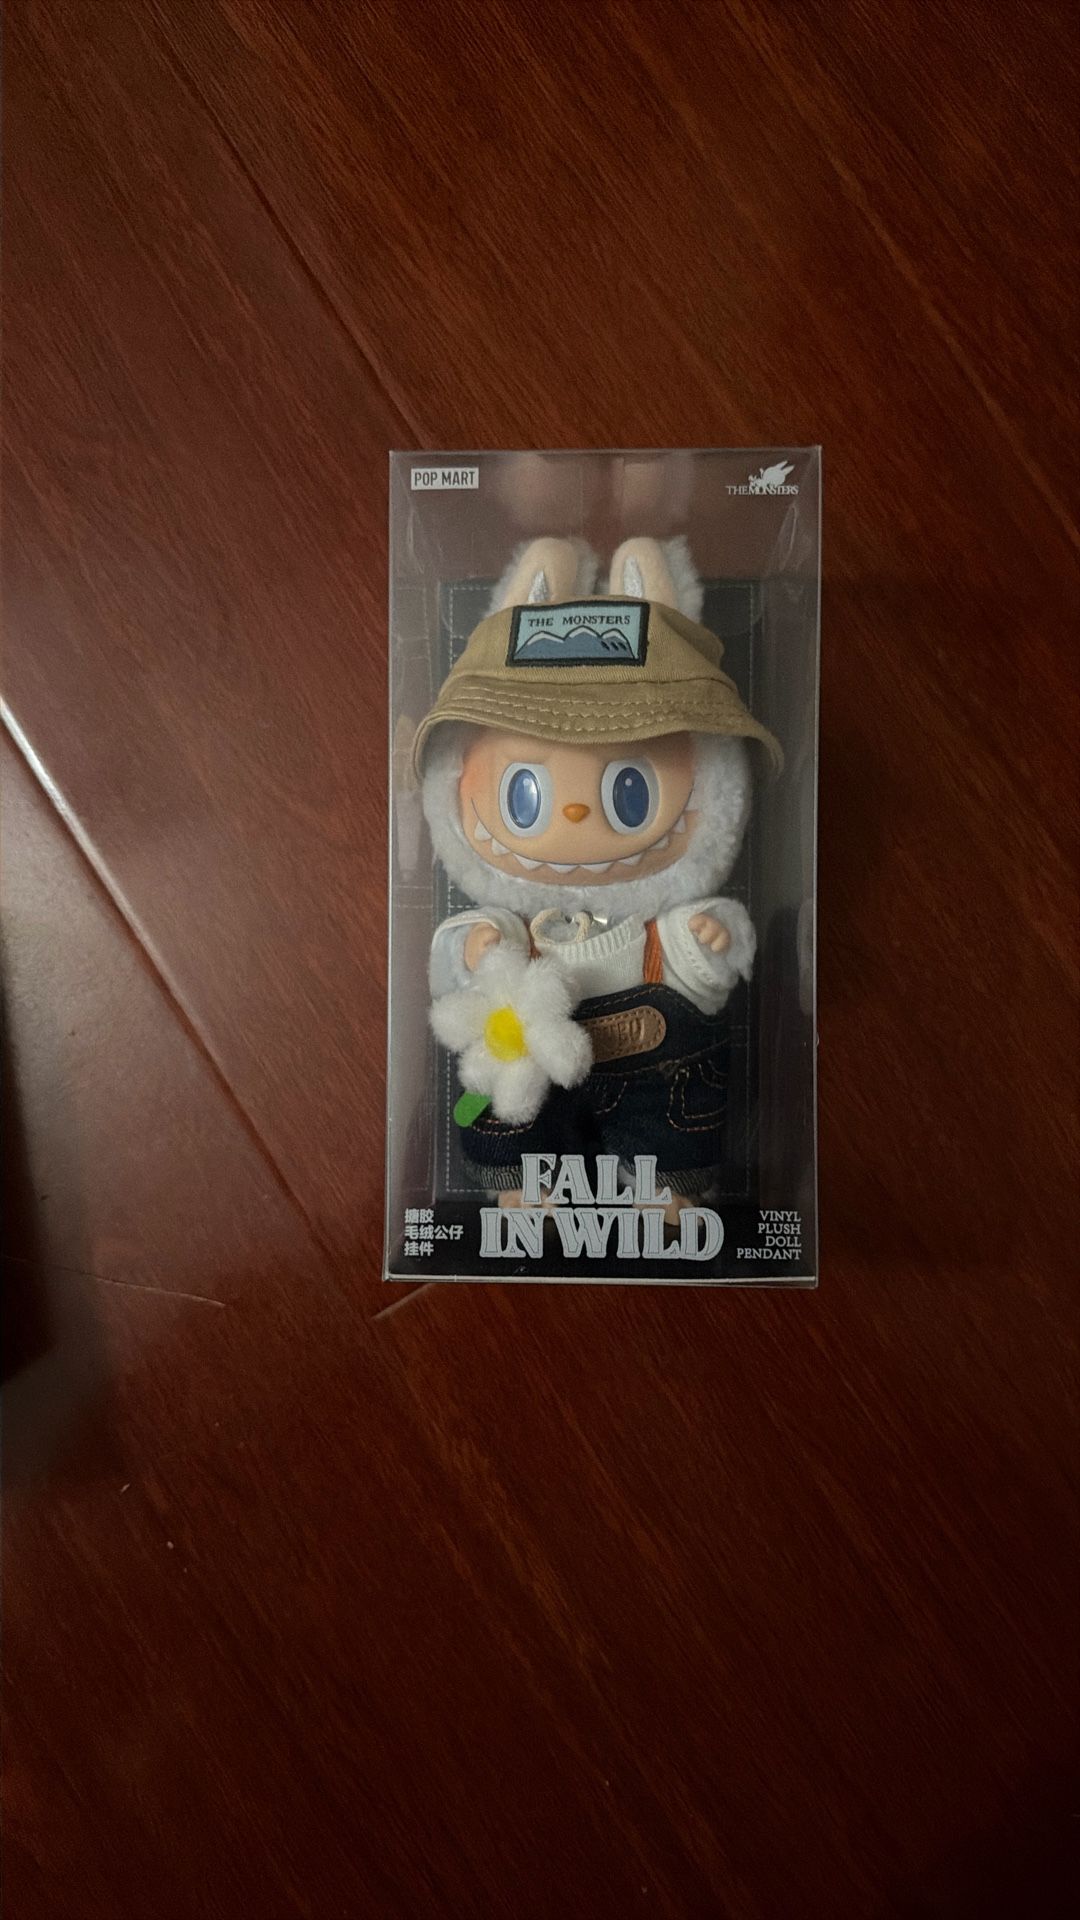 POP MART
THE MONSTERS
THE MONSTERS
FALL
IN WILD
搪胶
毛绒公仔
挂件
VINYL
PLUSH
DOLL
PENDANT